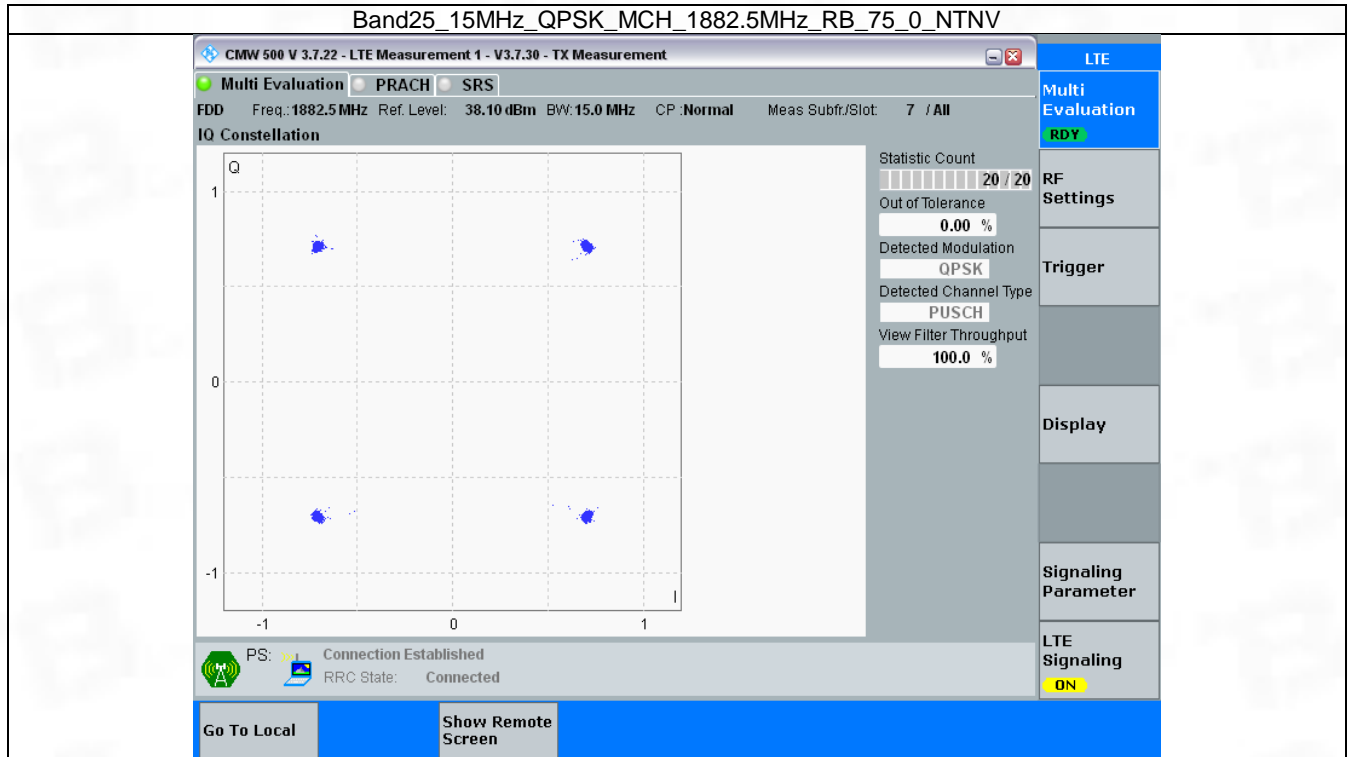 Band25_15MHz_QPSK_MCH_1882.5MHz_RB_75_0_NTNV
CMW 500 V 3.7.22 - LTE Measurement 1 - V3.7.30 - TX Measurement
LTE
Multi Evaluation PRACH SRS
FDD Freq.:1882.5 MHz Ref. Level: 38.10 dBm BW:15.0 MHz CP :Normal Meas Subfr./Slot: 7 / All
IQ Constellation
Q
1
0
-1
-1 0 1
I
Statistic Count
20 / 20
Out of Tolerance
0.00 %
Detected Modulation
QPSK
Detected Channel Type
PUSCH
View Filter Throughput
100.0 %
Multi
Evaluation
RDY
RF
Settings
Trigger
Display
Signaling
Parameter
LTE
Signaling
ON
PS: Connection Established
RRC State: Connected
Go To Local
Show Remote
Screen